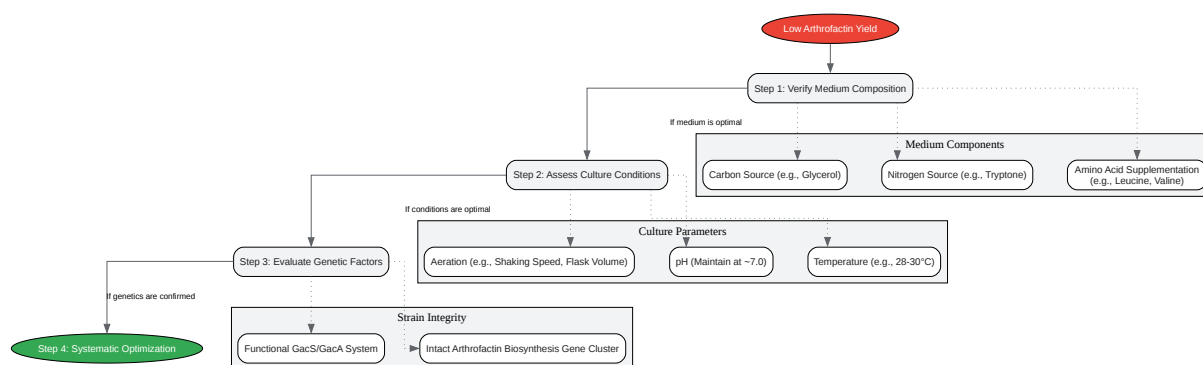 Low Arthrofactin Yield
Step 1: Verify Medium Composition
If medium is optimal
Medium Components
Carbon Source (e.g., Glycerol)
Nitrogen Source (e.g., Tryptone)
Amino Acid Supplementation
(e.g., Leucine, Valine)
Step 2: Assess Culture Conditions
If conditions are optimal
Culture Parameters
Aeration (e.g., Shaking Speed, Flask Volume)
pH (Maintain at ~7.0)
Temperature (e.g., 28-30°C)
Step 3: Evaluate Genetic Factors
If genetics are confirmed
Strain Integrity
Functional GacS/GacA System
Intact Arthrofactin Biosynthesis Gene Cluster
Step 4: Systematic Optimization